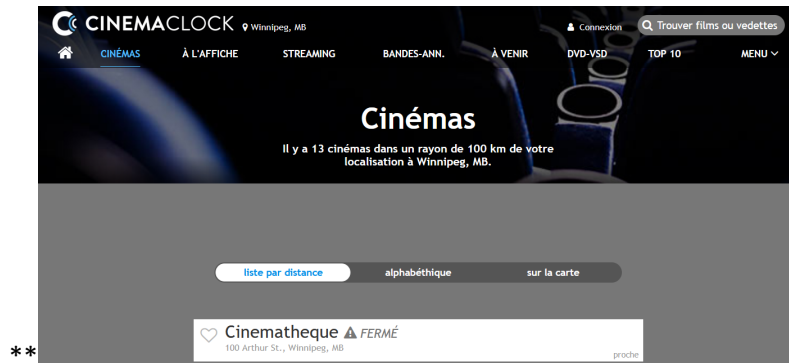 CINEMACLOCK Winnipeg, MB Connexion Trouver films ou vedettes
CINÉMAS À L'AFFICHE STREAMING BANDES-ANN. À VENIR DVD-VSD TOP 10 MENU
Cinémas
Il y a 13 cinémas dans un rayon de 100 km de votre
localisation à Winnipeg, MB.
liste par distance alphabéthique sur la carte
Cinematheque FERMÉ
100 Arthur St., Winnipeg, MB
proche
**